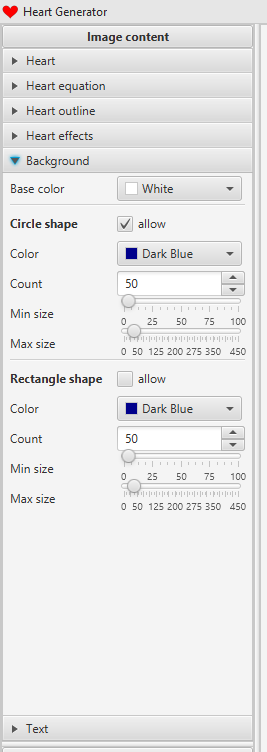 Heart Generator
Image content
Heart
Heart equation
Heart outline
Heart effects
Background
Base color White
Circle shape allow
Color Dark Blue
Count 50
Min size
0 25 50 75 100
Max size
0 50 125 200 275 350 450
Rectangle shape allow
Color Dark Blue
Count 50
Min size
0 25 50 75 100
Max size
0 50 125 200 275 350 450
Text